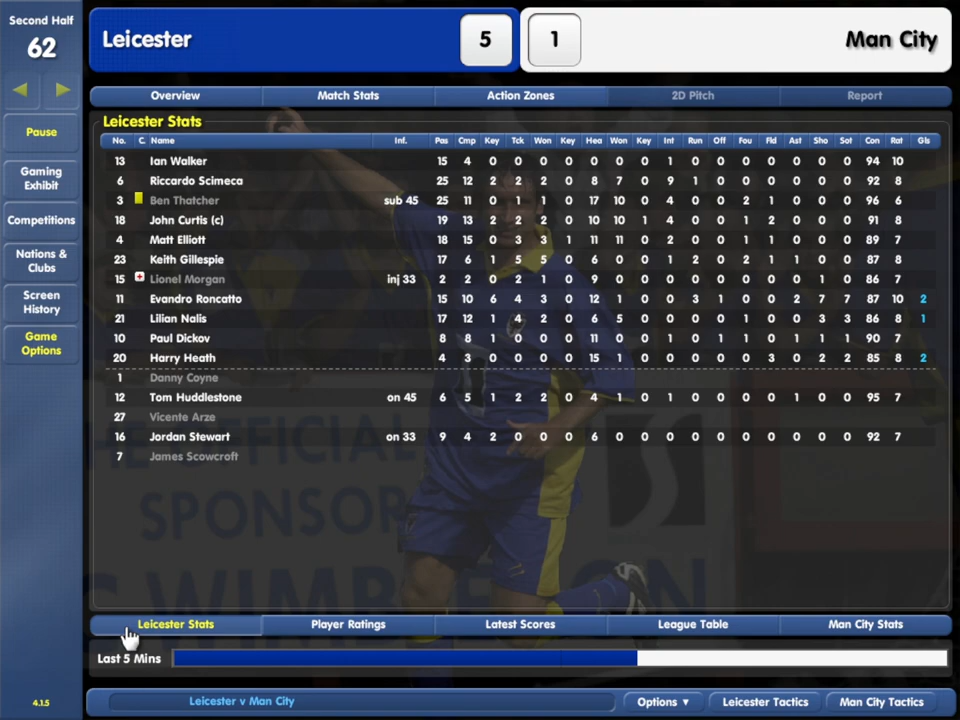 Second Half
62
Pause
Gaming Exhibit
Competitions
Nations & Clubs
Screen History
Game Options
4.1.5
Leicester 5 1 Man City
Overview Match Stats Action Zones 2D Pitch Report
Leicester Stats
No. C. Name Inf. Pas Cmp Key Tck Won Key Hea Won Key Int Run Off Fou Fld Ast Sho Sot Con Rat Gls
13 Ian Walker 15 4 0 0 0 0 0 0 0 1 0 0 0 0 0 0 0 94 10
6 Riccardo Scimeca 25 12 2 2 2 0 8 7 0 9 1 0 0 0 0 0 0 92 8
3 Ben Thatcher sub 45 25 11 0 1 1 0 17 10 0 4 0 0 2 1 0 0 0 96 6
18 John Curtis (c) 19 13 2 2 2 0 10 10 1 4 0 0 1 2 0 0 0 91 8
4 Matt Elliott 18 15 0 3 3 1 11 11 0 2 0 0 1 1 0 0 0 89 7
23 Keith Gillespie 17 6 1 5 5 0 6 0 0 1 2 0 2 1 1 0 0 87 8
15 Lionel Morgan inj 33 2 2 0 2 1 0 9 0 0 0 0 0 0 0 0 1 0 86 7
11 Evandro Roncatto 15 10 6 4 3 0 12 1 0 0 3 1 0 0 2 7 7 87 10 2
21 Lilian Nalis 17 12 1 4 2 0 6 5 0 0 0 0 1 0 0 3 3 86 8 1
10 Paul Dickov 8 8 1 0 0 0 11 0 0 1 0 1 1 0 1 1 1 90 7
20 Harry Heath 4 3 0 0 0 0 15 1 0 0 0 0 0 3 0 2 2 85 8 2
1 Danny Coyne
12 Tom Huddlestone on 45 6 5 1 2 2 0 4 1 0 1 0 0 0 0 1 0 0 95 7
27 Vicente Arze
16 Jordan Stewart on 33 9 4 2 0 0 0 6 0 0 0 0 0 0 0 0 0 0 92 7
7 James Scowcroft
THE OFFICIAL
SPONSOR
WIMBLE ON
Leicester Stats Player Ratings Latest Scores League Table Man City Stats
Last 5 Mins
Leicester v Man City Options ▼ Leicester Tactics Man City Tactics